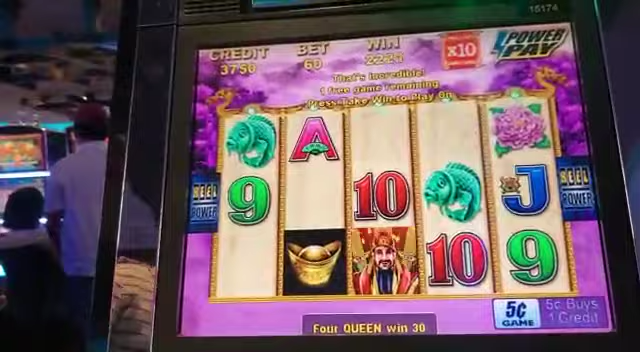 15174
CREDIT BET WIN
3750 60 2222
x10
POWER PAY
That's incredible!
1 free game remaining
Press Take Win to Play On
A
9 10 J
REEL POWER
REEL POWER
10 9
5¢ GAME
5¢ Buys
1 Credit
Four QUEEN win 30